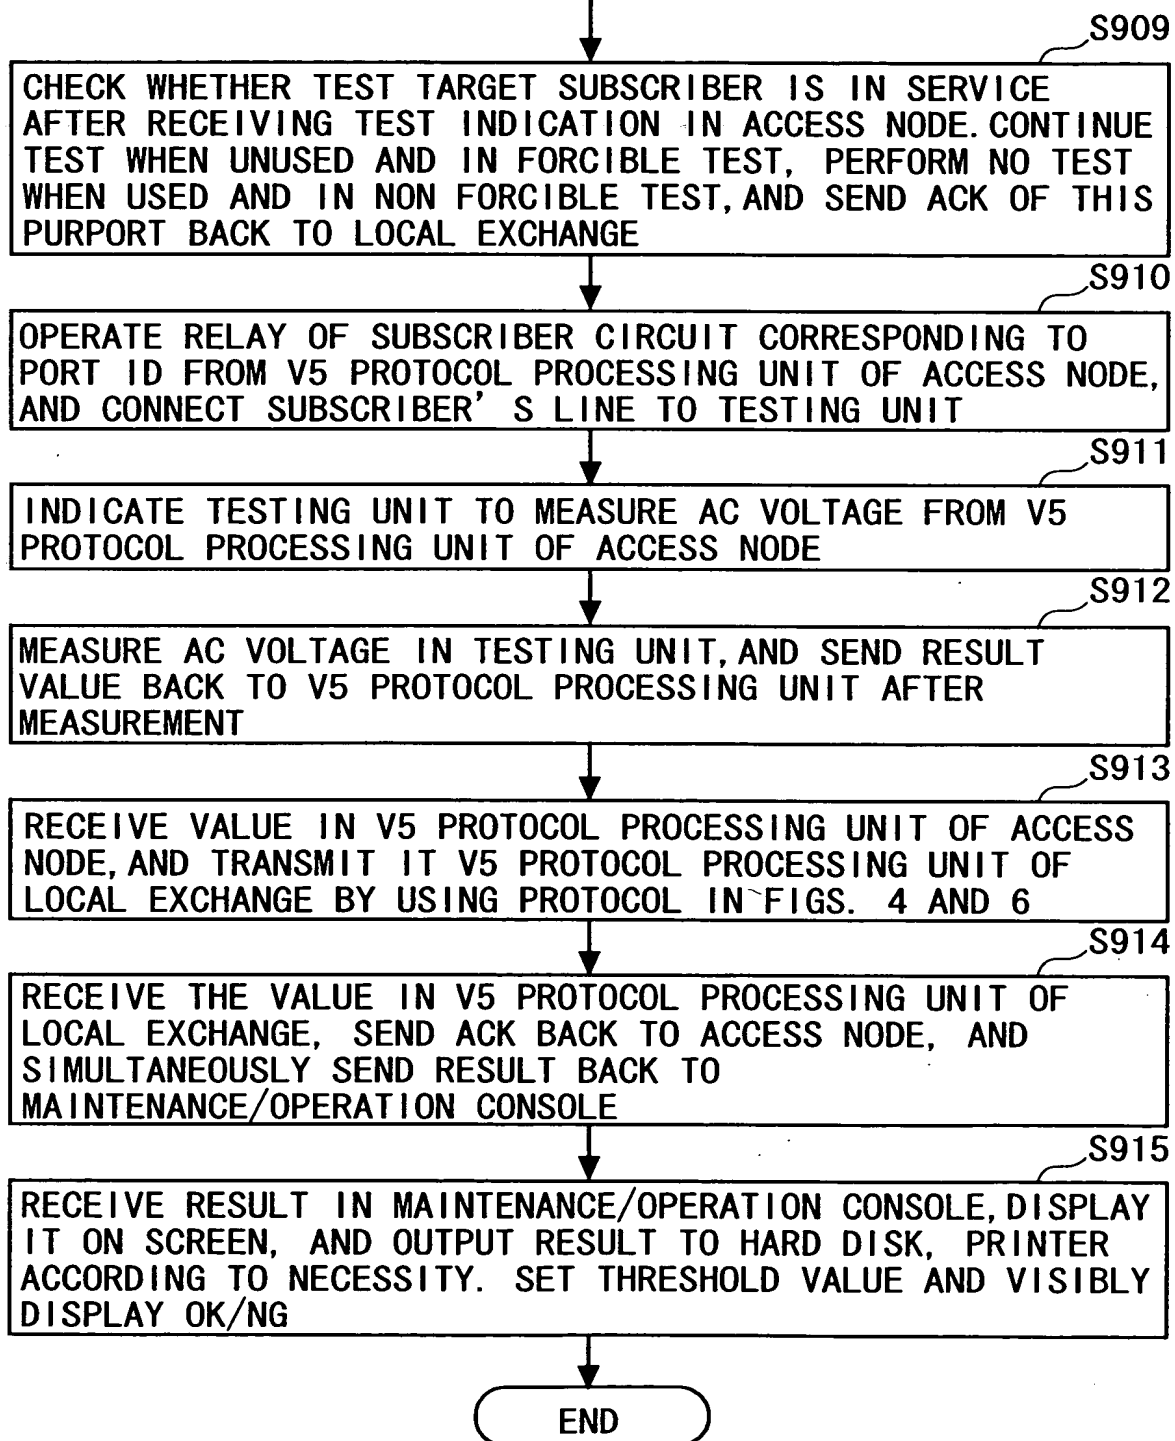 S909
CHECK WHETHER TEST TARGET SUBSCRIBER IS IN SERVICE
AFTER RECEIVING TEST INDICATION IN ACCESS NODE. CONTINUE
TEST WHEN UNUSED AND IN FORCIBLE TEST, PERFORM NO TEST
WHEN USED AND IN NON FORCIBLE TEST, AND SEND ACK OF THIS
PURPORT BACK TO LOCAL EXCHANGE
S910
OPERATE RELAY OF SUBSCRIBER CIRCUIT CORRESPONDING TO
PORT ID FROM V5 PROTOCOL PROCESSING UNIT OF ACCESS NODE,
AND CONNECT SUBSCRIBER' S LINE TO TESTING UNIT
S911
INDICATE TESTING UNIT TO MEASURE AC VOLTAGE FROM V5
PROTOCOL PROCESSING UNIT OF ACCESS NODE
S912
MEASURE AC VOLTAGE IN TESTING UNIT, AND SEND RESULT
VALUE BACK TO V5 PROTOCOL PROCESSING UNIT AFTER
MEASUREMENT
S913
RECEIVE VALUE IN V5 PROTOCOL PROCESSING UNIT OF ACCESS
NODE, AND TRANSMIT IT V5 PROTOCOL PROCESSING UNIT OF
LOCAL EXCHANGE BY USING PROTOCOL IN FIGS. 4 AND 6
S914
RECEIVE THE VALUE IN V5 PROTOCOL PROCESSING UNIT OF
LOCAL EXCHANGE, SEND ACK BACK TO ACCESS NODE, AND
SIMULTANEOUSLY SEND RESULT BACK TO
MAINTENANCE/OPERATION CONSOLE
S915
RECEIVE RESULT IN MAINTENANCE/OPERATION CONSOLE, DISPLAY
IT ON SCREEN, AND OUTPUT RESULT TO HARD DISK, PRINTER
ACCORDING TO NECESSITY. SET THRESHOLD VALUE AND VISIBLY
DISPLAY OK/NG
END